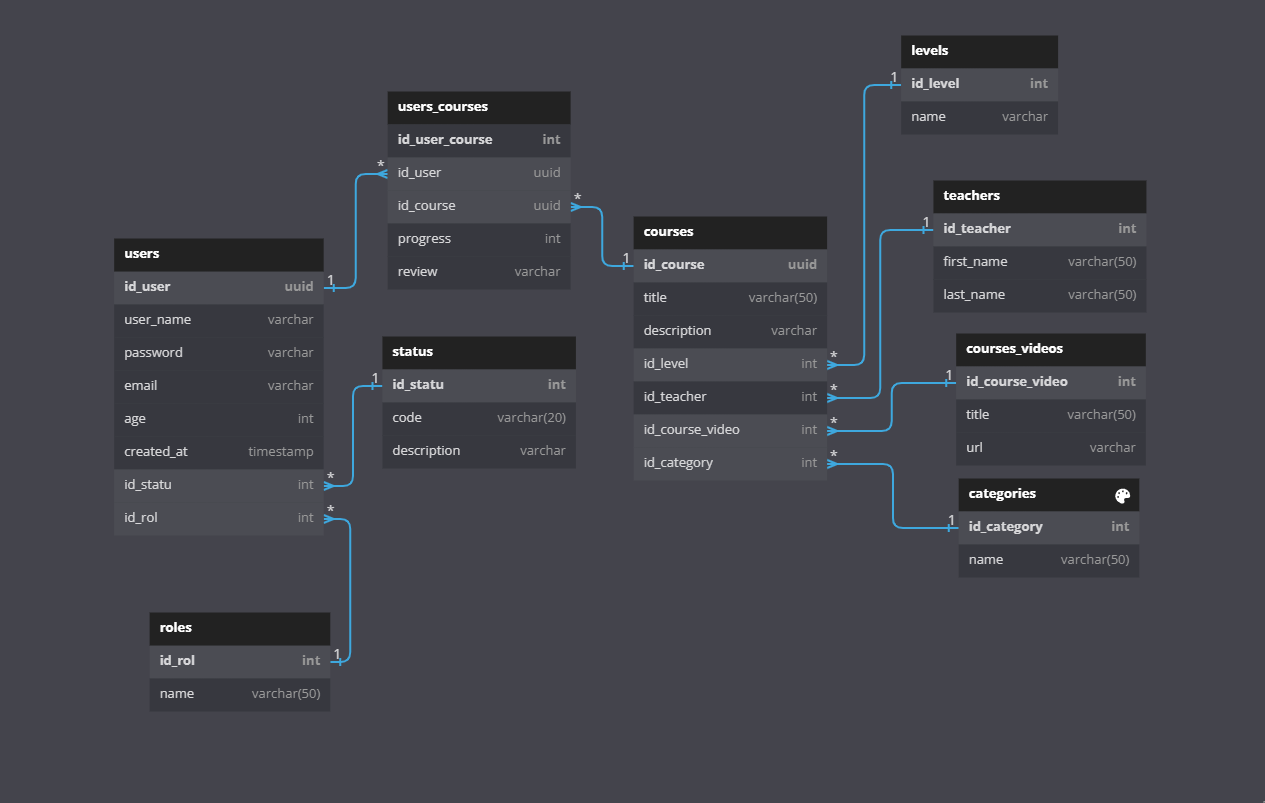 levels
id_level int
name varchar
users_courses
id_user_course int
id_user uuid
id_course uuid
progress int
review varchar
teachers
id_teacher int
first_name varchar(50)
last_name varchar(50)
courses
id_course uuid
title varchar(50)
description varchar
id_level int
id_teacher int
id_course_video int
id_category int
users
id_user uuid
user_name varchar
password varchar
email varchar
age int
created_at timestamp
id_statu int
id_rol int
status
id_statu int
code varchar(20)
description varchar
courses_videos
id_course_video int
title varchar(50)
url varchar
categories
id_category int
name varchar(50)
roles
id_rol int
name varchar(50)
1
*
*
1
1
*
1
*
1
*
1
*
1
*
1
*